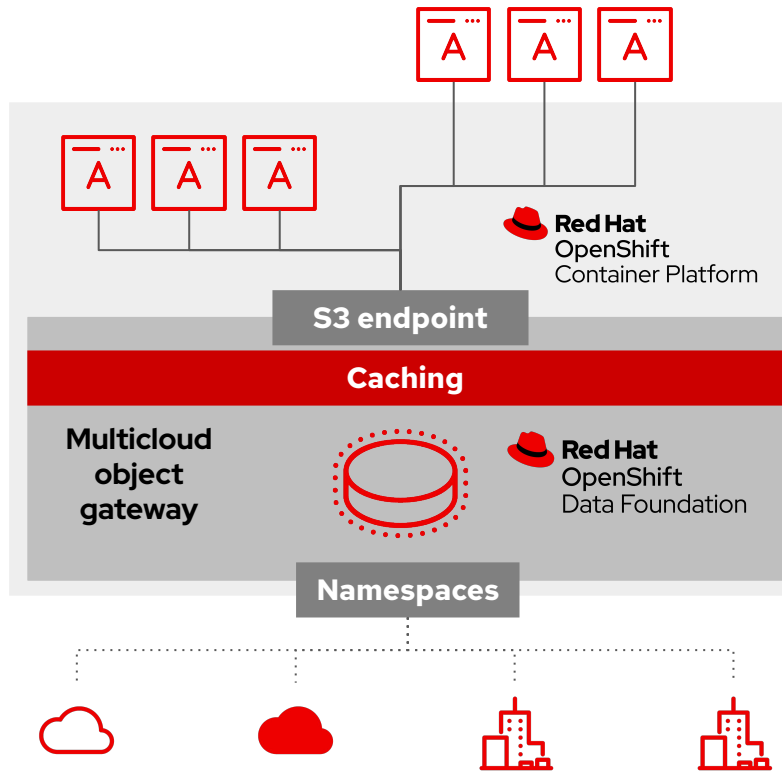 A
A
A
A
A
A
Red Hat
OpenShift
Container Platform
S3 endpoint
Caching
Multicloud
object
gateway
Red Hat
OpenShift
Data Foundation
Namespaces